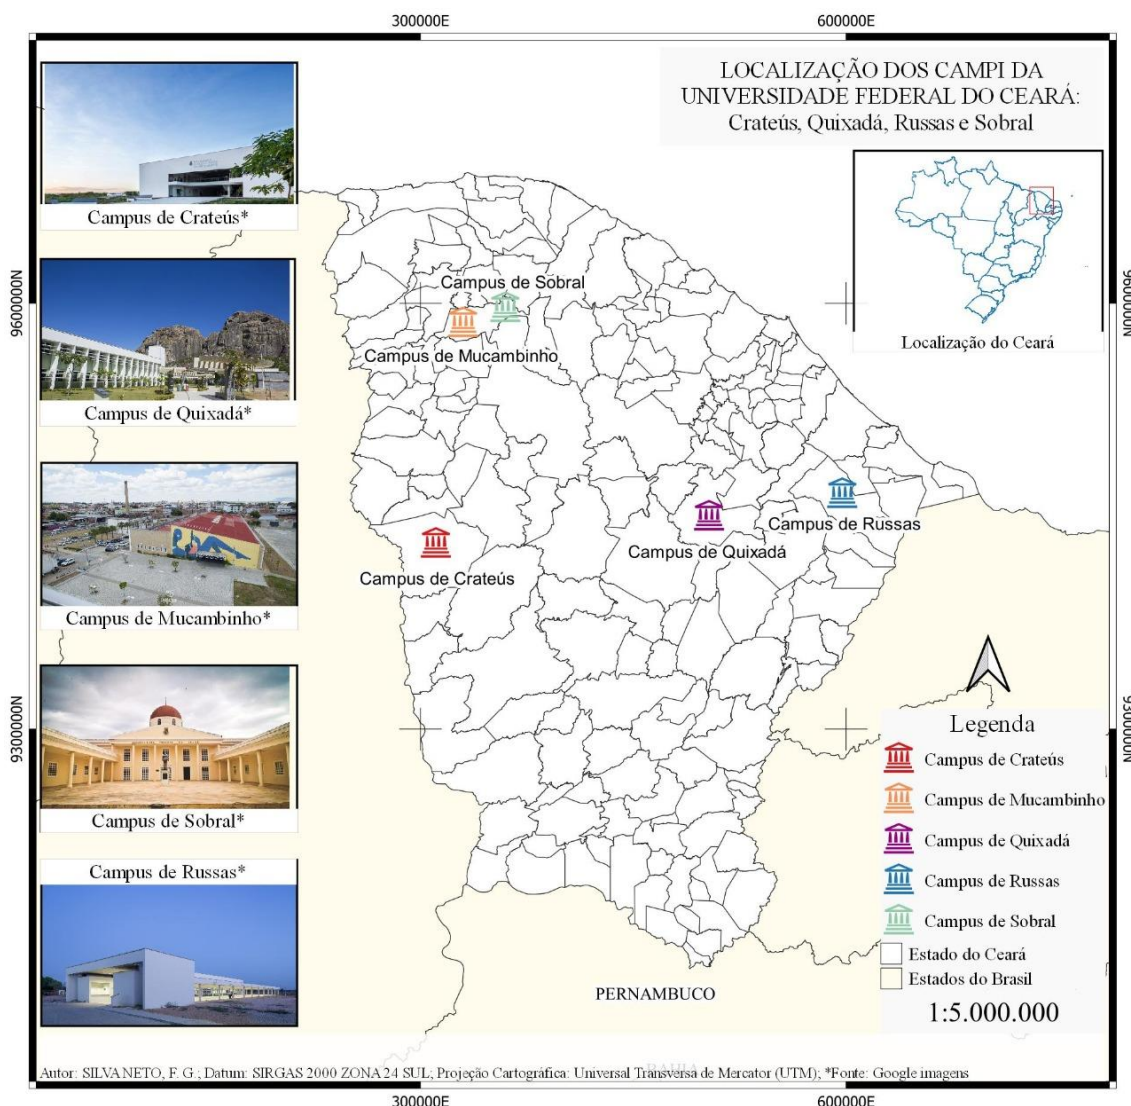 300000E
600000E
LOCALIZAÇÃO DOS CAMPI DA
UNIVERSIDADE FEDERAL DO CEARÁ:
Crateús, Quixadá, Russas e Sobral
Campus de Crateús*
Campus de Quixadá*
Campus de Mucambinho*
Campus de Sobral*
Campus de Russas*
9600000N
9300000N
Campus de Sobral
Campus de Mucambinho
Campus de Crateús
Campus de Quixadá
Campus de Russas
PERNAMBUCO
BAHIA
Localização do Ceará
9600000N
9300000N
Legenda
Campus de Crateús
Campus de Mucambinho
Campus de Quixadá
Campus de Russas
Campus de Sobral
Estado do Ceará
Estados do Brasil
1:5.000.000
Autor: SILVA NETO, F. G.; Datum: SIRGAS 2000 ZONA 24 SUL; Projeção Cartográfica: Universal Transversa de Mercator (UTM); *Fonte: Google imagens
300000E
600000E